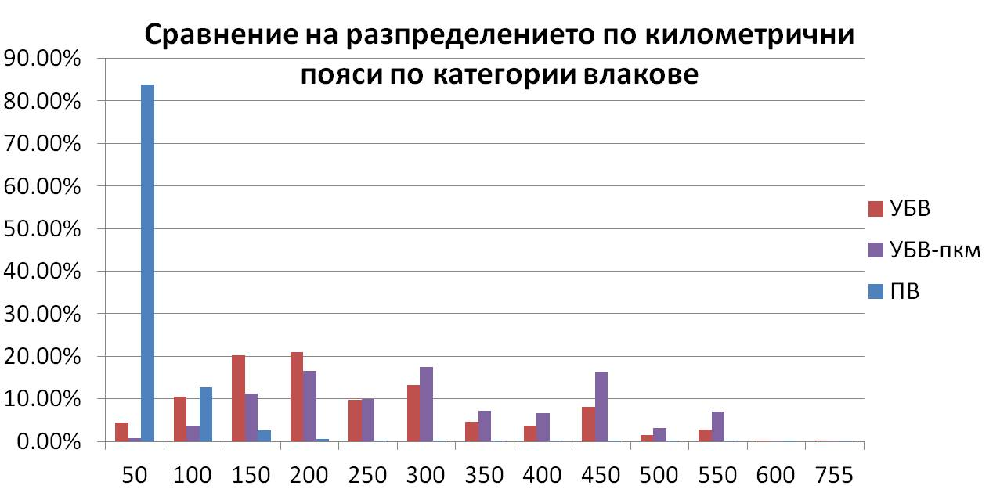 Сравнение на разпределението по километрични
пояси по категории влакове
90.00%
80.00%
70.00%
60.00%
50.00%
40.00%
30.00%
20.00%
10.00%
0.00%
50 100 150 200 250 300 350 400 450 500 550 600 755
УБВ
УБВ-пкм
ПВ